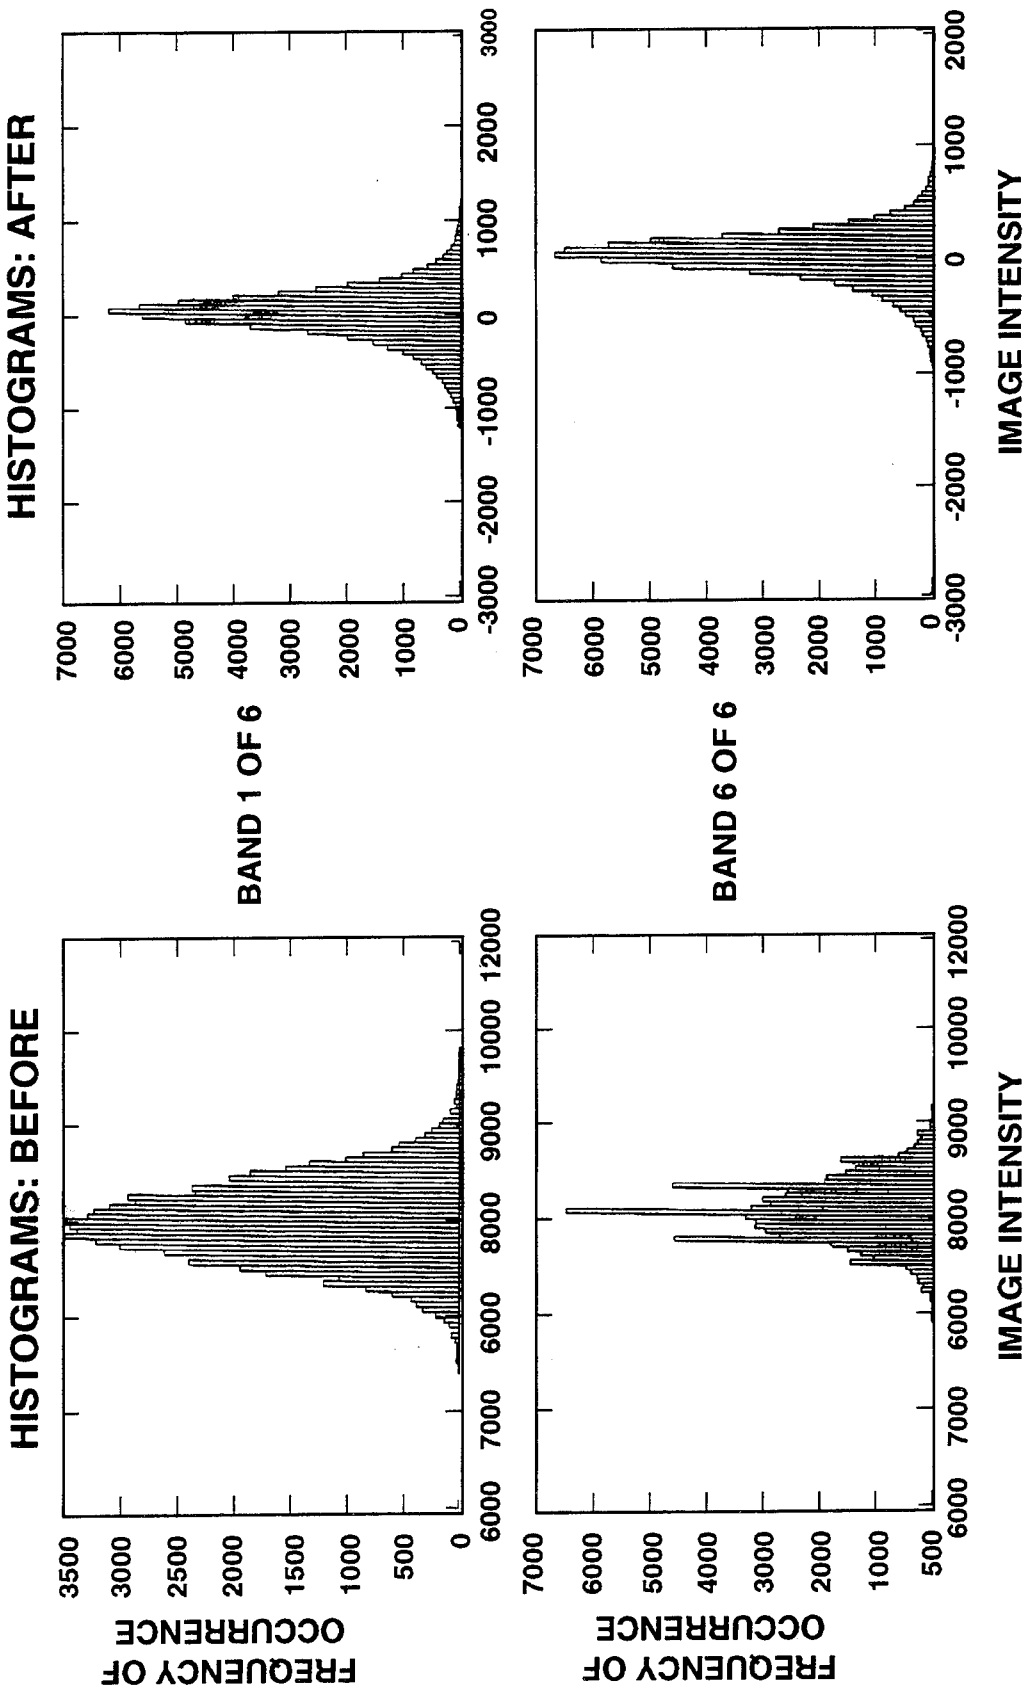 HISTOGRAMS: BEFORE
HISTOGRAMS: AFTER
FREQUENCY OF
OCCURRENCE
3500
3000
2500
2000
1500
1000
500
0
6000 7000 6000 8000 9000 10000 12000
BAND 1 OF 6
7000
6000
5000
4000
3000
2000
1000
0
-3000 -2000 -1000 0 1000 2000 3000
FREQUENCY OF
OCCURRENCE
7000
6000
5000
4000
3000
2000
1000
500
6000 7000 6000 8000 9000 10000 12000
IMAGE INTENSITY
BAND 6 OF 6
7000
6000
5000
4000
3000
2000
1000
0
-3000 -2000 -1000 0 1000 2000
IMAGE INTENSITY